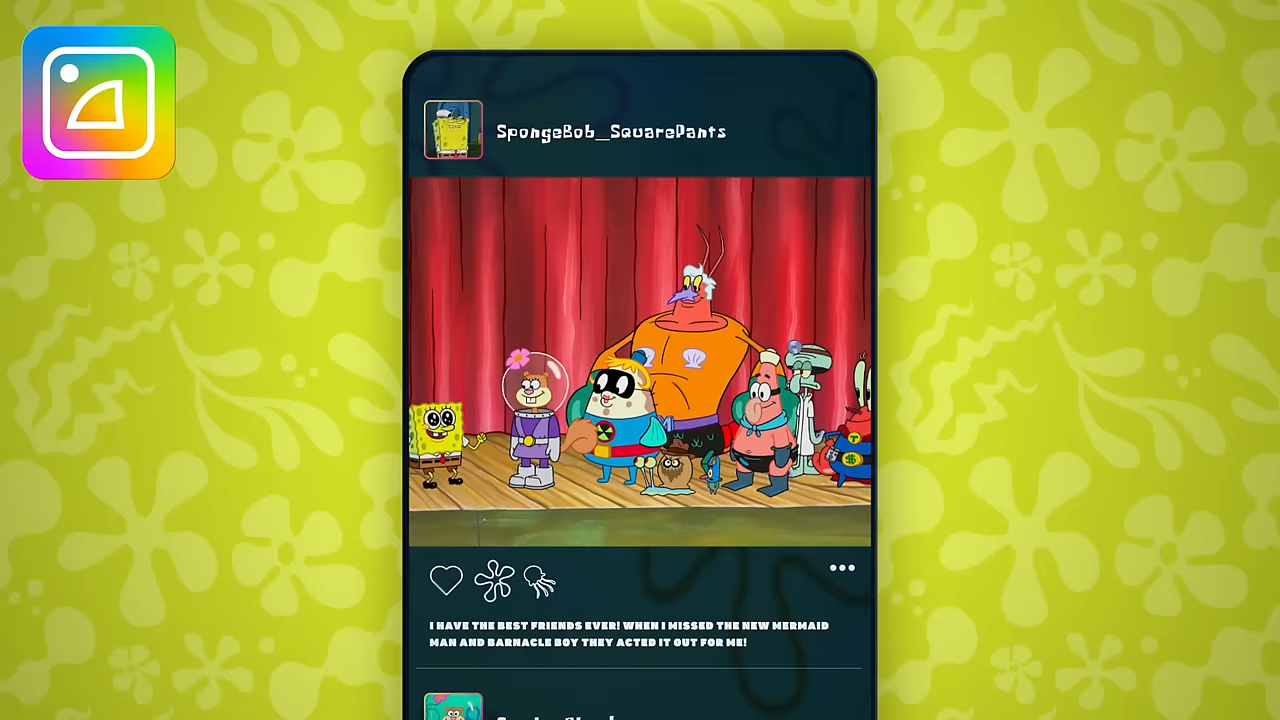 SpongeBob_SquarePants
I HAVE THE BEST FRIENDS EVER! WHEN I MISSED THE NEW MERMAID
MAN AND BARNACLE BOY THEY ACTED IT OUT FOR ME!